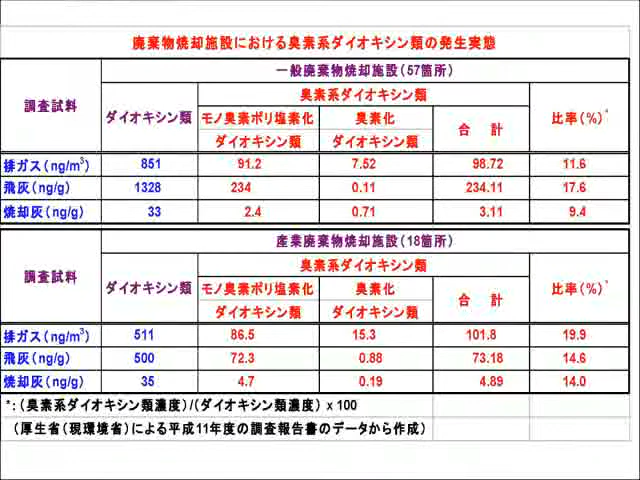 廃棄物焼却施設における臭素系ダイオキシン類の発生実態
調査試料 一般廃棄物焼却施設(57箇所)
ダイオキシン類 臭素系ダイオキシン類 比率(%)*
モノ臭素ポリ塩素化ダイオキシン類 臭素化ダイオキシン類 合 計
排ガス(ng/m³) 851 91.2 7.52 98.72 11.6
飛灰(ng/g) 1328 234 0.11 234.11 17.6
焼却灰(ng/g) 33 2.4 0.71 3.11 9.4
調査試料 産業廃棄物焼却施設(18箇所)
ダイオキシン類 臭素系ダイオキシン類 比率(%)*
モノ臭素ポリ塩素化ダイオキシン類 臭素化ダイオキシン類 合 計
排ガス(ng/m³) 511 86.5 15.3 101.8 19.9
飛灰(ng/g) 500 72.3 0.88 73.18 14.6
焼却灰(ng/g) 35 4.7 0.19 4.89 14.0
*:(臭素系ダイオキシン類濃度)/(ダイオキシン類濃度) x 100
(厚生省(現環境省)による平成11年度の調査報告書のデータから作成)